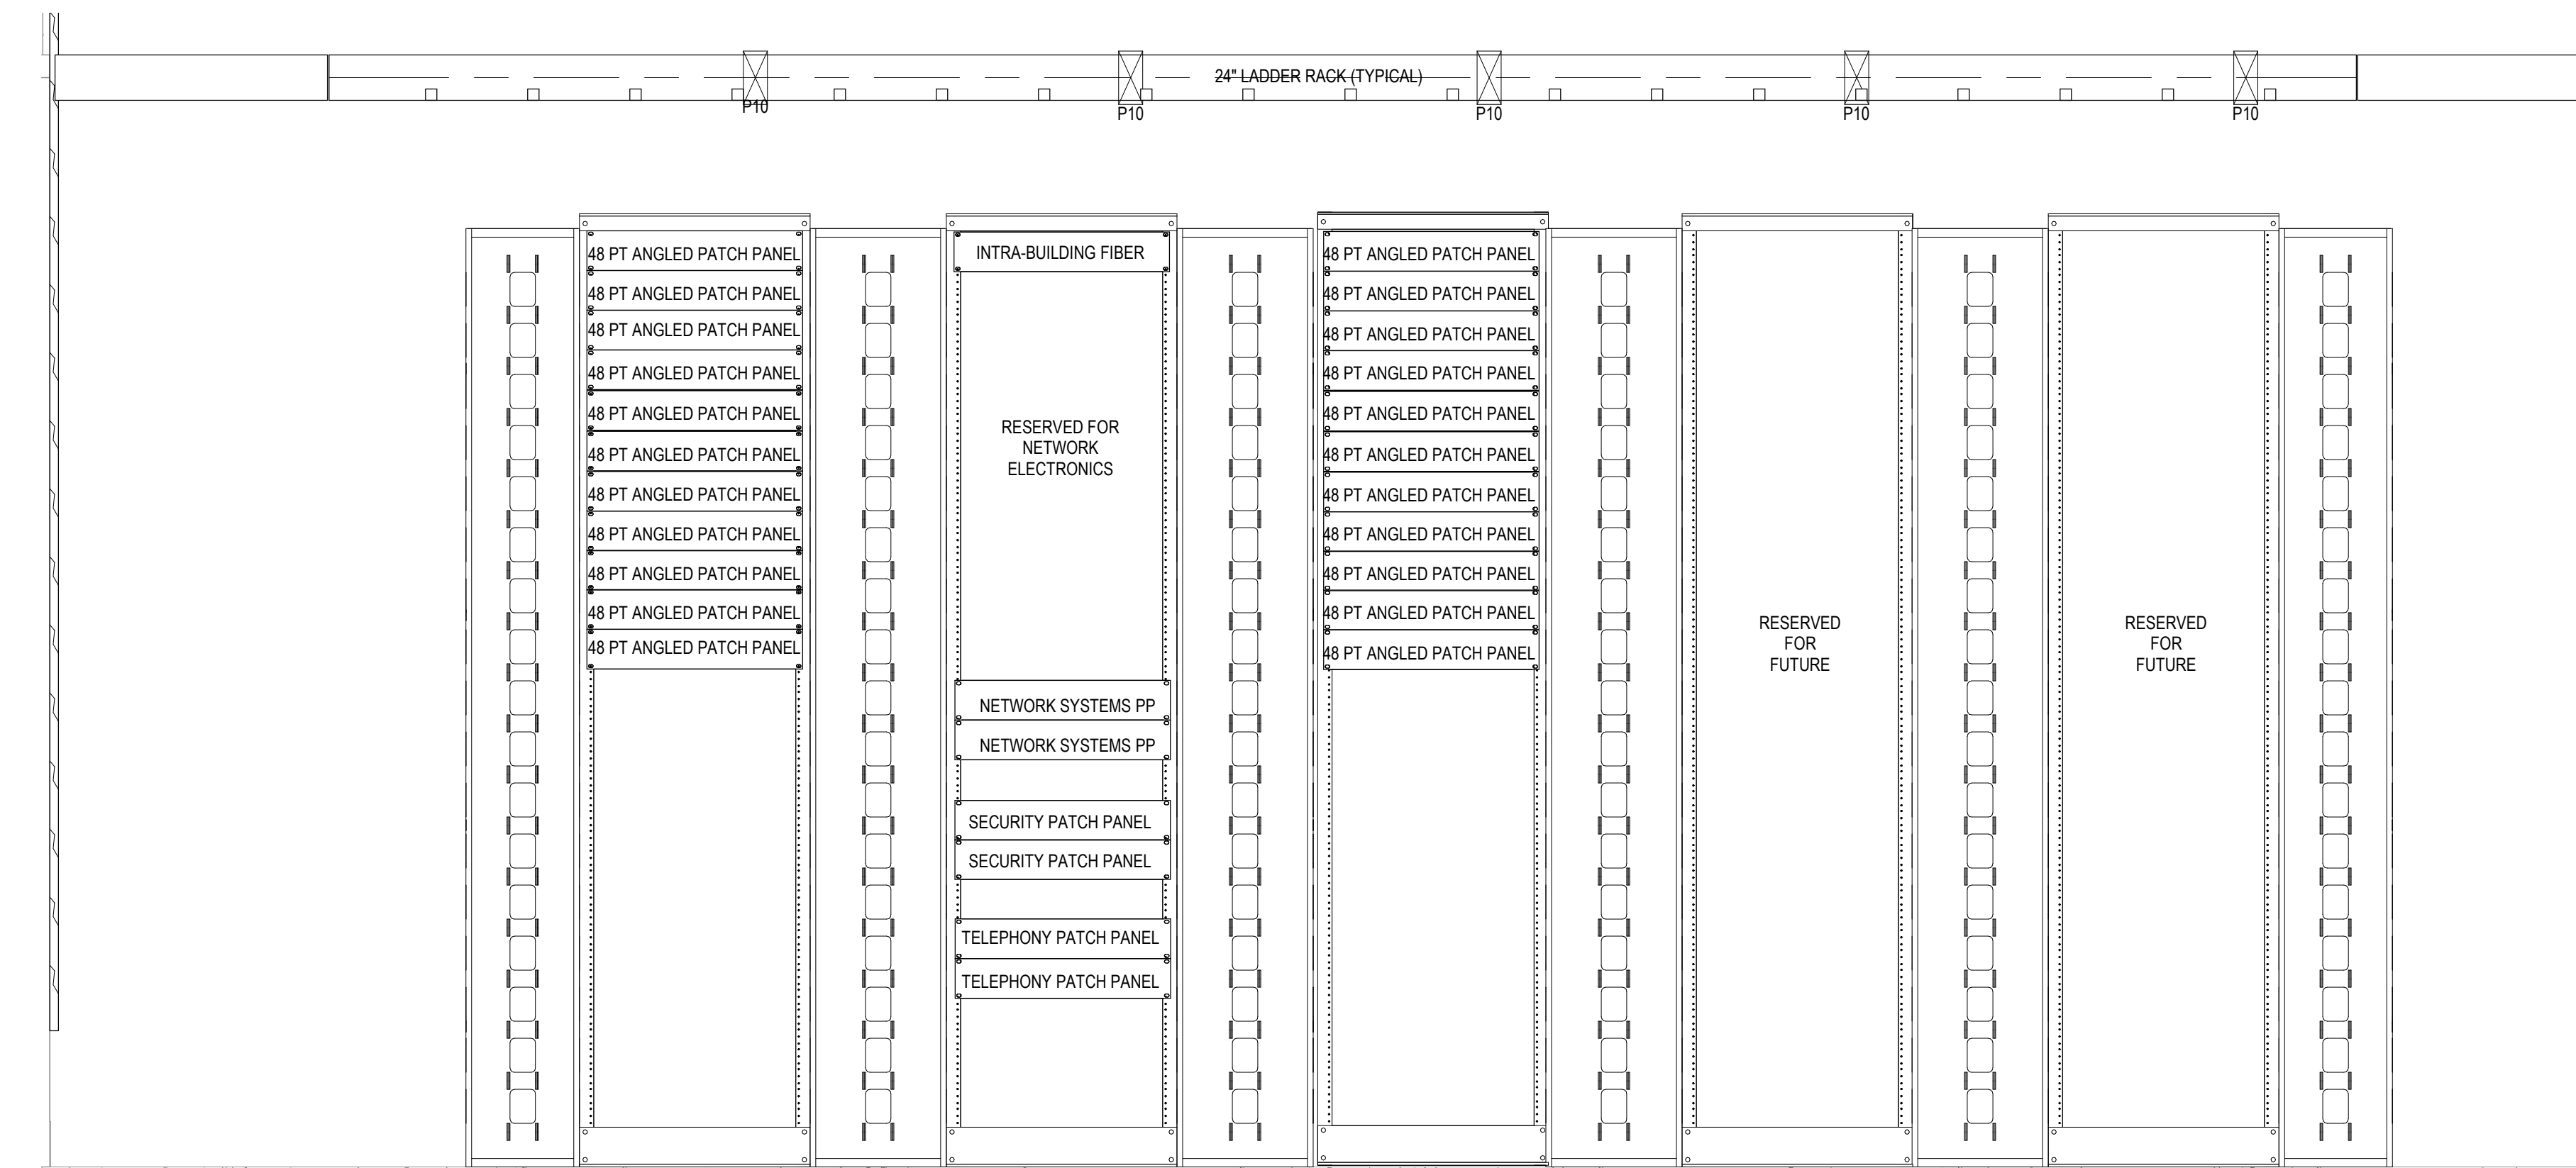 24" LADDER RACK (TYPICAL)
P10
P10
P10
P10
P10
48 PT ANGLED PATCH PANEL
48 PT ANGLED PATCH PANEL
48 PT ANGLED PATCH PANEL
48 PT ANGLED PATCH PANEL
48 PT ANGLED PATCH PANEL
48 PT ANGLED PATCH PANEL
48 PT ANGLED PATCH PANEL
48 PT ANGLED PATCH PANEL
48 PT ANGLED PATCH PANEL
48 PT ANGLED PATCH PANEL
48 PT ANGLED PATCH PANEL
INTRA-BUILDING FIBER
RESERVED FOR
NETWORK
ELECTRONICS
NETWORK SYSTEMS PP
NETWORK SYSTEMS PP
SECURITY PATCH PANEL
SECURITY PATCH PANEL
TELEPHONY PATCH PANEL
TELEPHONY PATCH PANEL
48 PT ANGLED PATCH PANEL
48 PT ANGLED PATCH PANEL
48 PT ANGLED PATCH PANEL
48 PT ANGLED PATCH PANEL
48 PT ANGLED PATCH PANEL
48 PT ANGLED PATCH PANEL
48 PT ANGLED PATCH PANEL
48 PT ANGLED PATCH PANEL
48 PT ANGLED PATCH PANEL
48 PT ANGLED PATCH PANEL
48 PT ANGLED PATCH PANEL
RESERVED
FOR
FUTURE
RESERVED
FOR
FUTURE